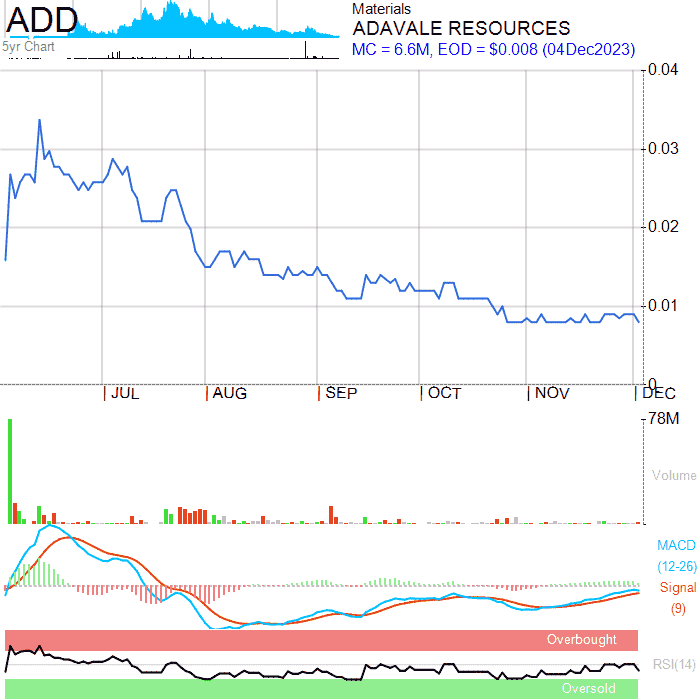 ADD
5yr Chart
Materials
ADAVALE RESOURCES
MC = 6.6M, EOD = $0.008 (04Dec2023)
0.04
0.03
0.02
0.01
0
JUL AUG SEP OCT NOV DEC
78M
Volume
MACD
(12-26)
Signal
(9)
Overbought
RSI(14)
Oversold